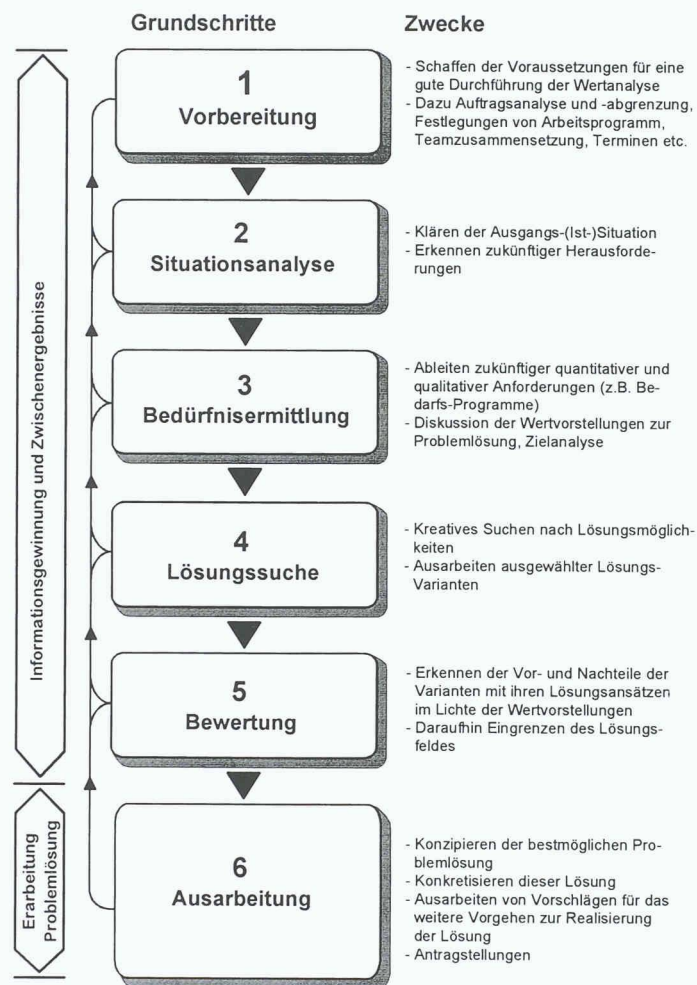 Grundschritte
Zwecke
1
Vorbereitung
- Schaffen der Voraussetzungen für eine
gute Durchführung der Wertanalyse
- Dazu Auftragsanalyse und -abgrenzung,
Festlegungen von Arbeitsprogramm,
Teamzusammensetzung, Terminen etc.
2
Situationsanalyse
- Klären der Ausgangs-(Ist-)Situation
- Erkennen zukünftiger Herausforde-
rungen
3
Bedürfnisermittlung
- Ableiten zukünftiger quantitativer und
qualitativer Anforderungen (z.B. Be-
darfs-Programme)
- Diskussion der Wertvorstellungen zur
Problemlösung, Zielanalyse
4
Lösungssuche
- Kreatives Suchen nach Lösungsmöglich-
keiten
- Ausarbeiten ausgewählter Lösungs-
Varianten
5
Bewertung
- Erkennen der Vor- und Nachteile der
Varianten mit ihren Lösungsansätzen
im Lichte der Wertvorstellungen
- Daraufhin Eingrenzen des Lösungs-
feldes
6
Ausarbeitung
- Konzipieren der bestmöglichen Pro-
blemlösung
- Konkretisieren dieser Lösung
- Ausarbeiten von Vorschlägen für das
weitere Vorgehen zur Realisierung
der Lösung
- Antragstellungen
Informationsgewinnung und Zwischenergebnisse
Erarbeitung
Problemlösung